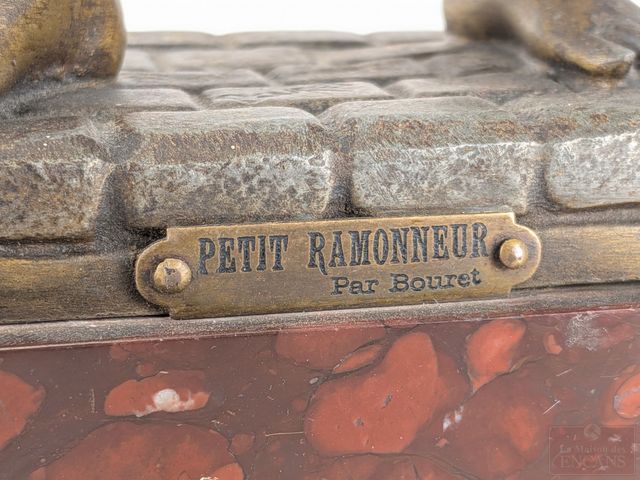 PETIT RAMONNEUR
Par Bouret
La Maison des
ENCANS